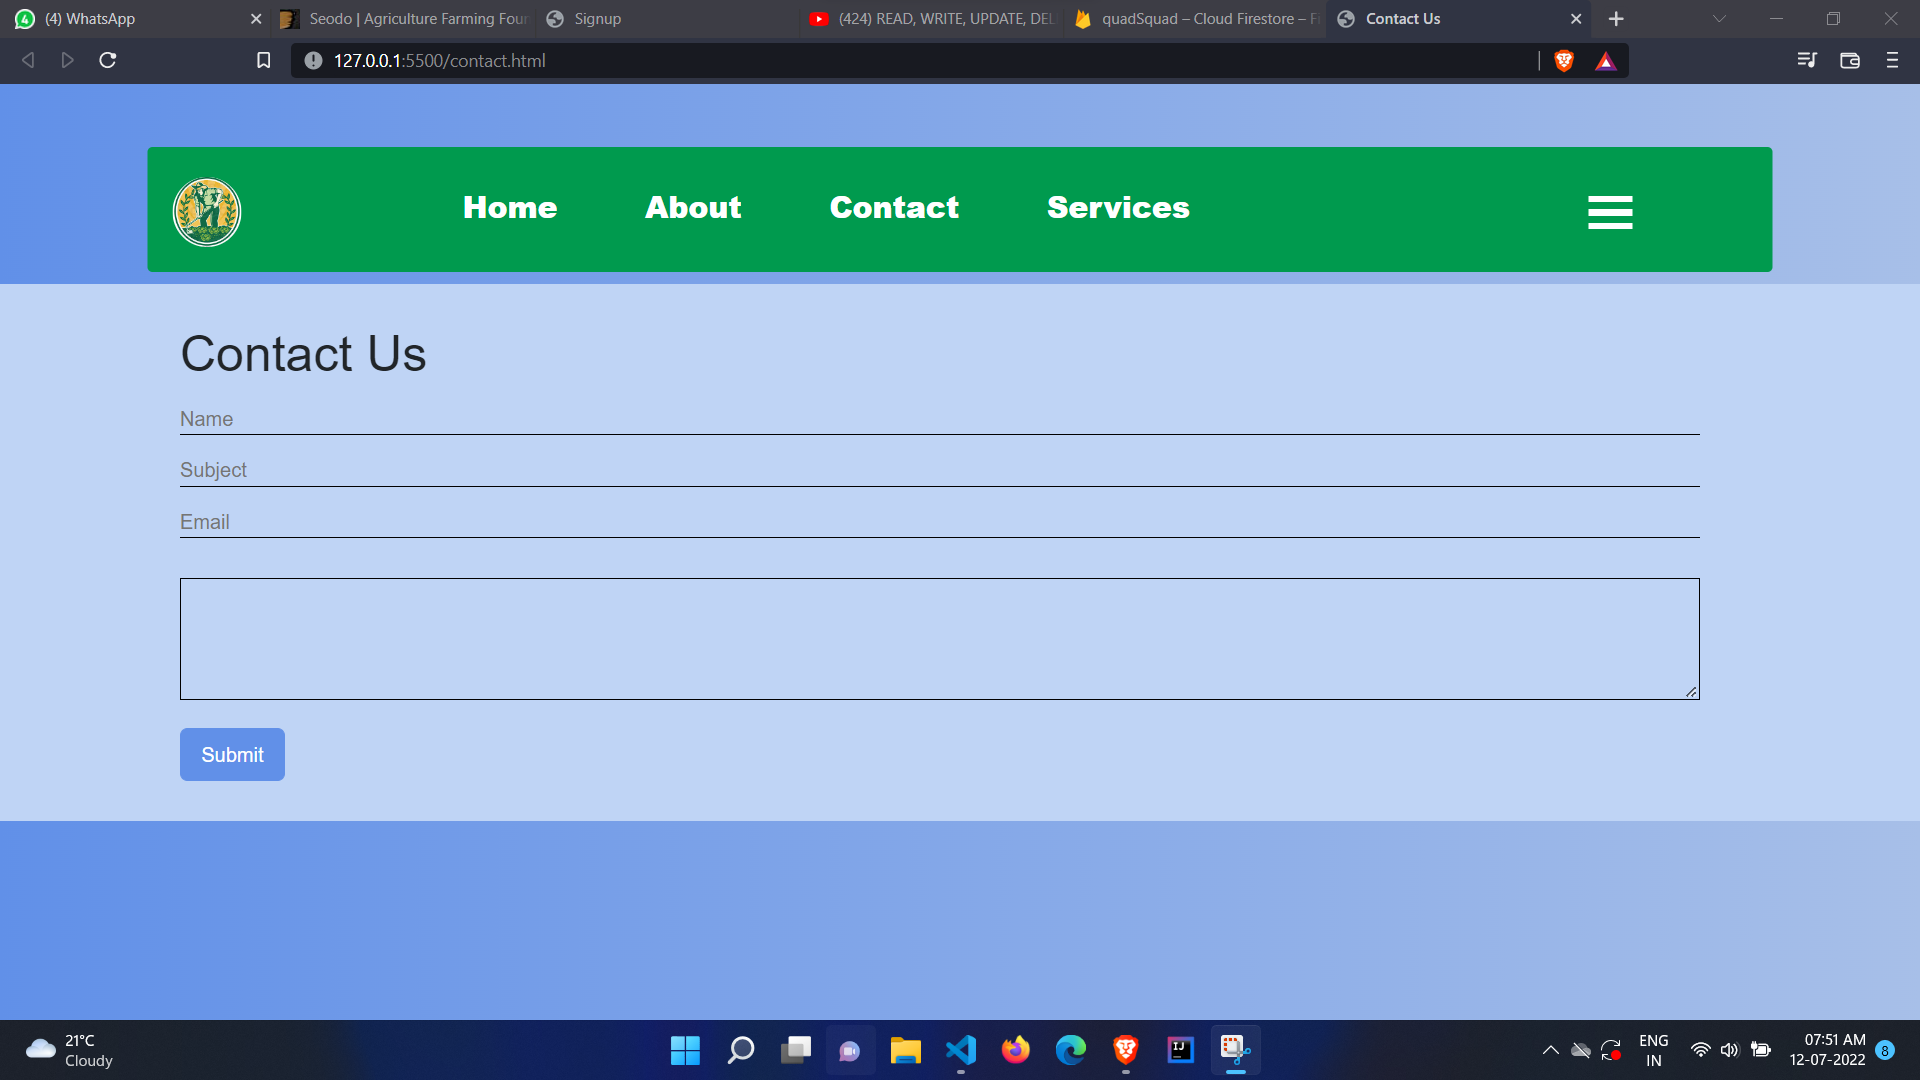 (4) WhatsApp
Seodo | Agriculture Farming Foun
Signup
(424) READ, WRITE, UPDATE, DEL
quadSquad – Cloud Firestore – Fi
Contact Us
127.0.0.1:5500/contact.html
Home About Contact Services
Contact Us
Name
Subject
Email
Submit
21°C
Cloudy
IJ
ENG
IN
07:51 AM
12-07-2022
8